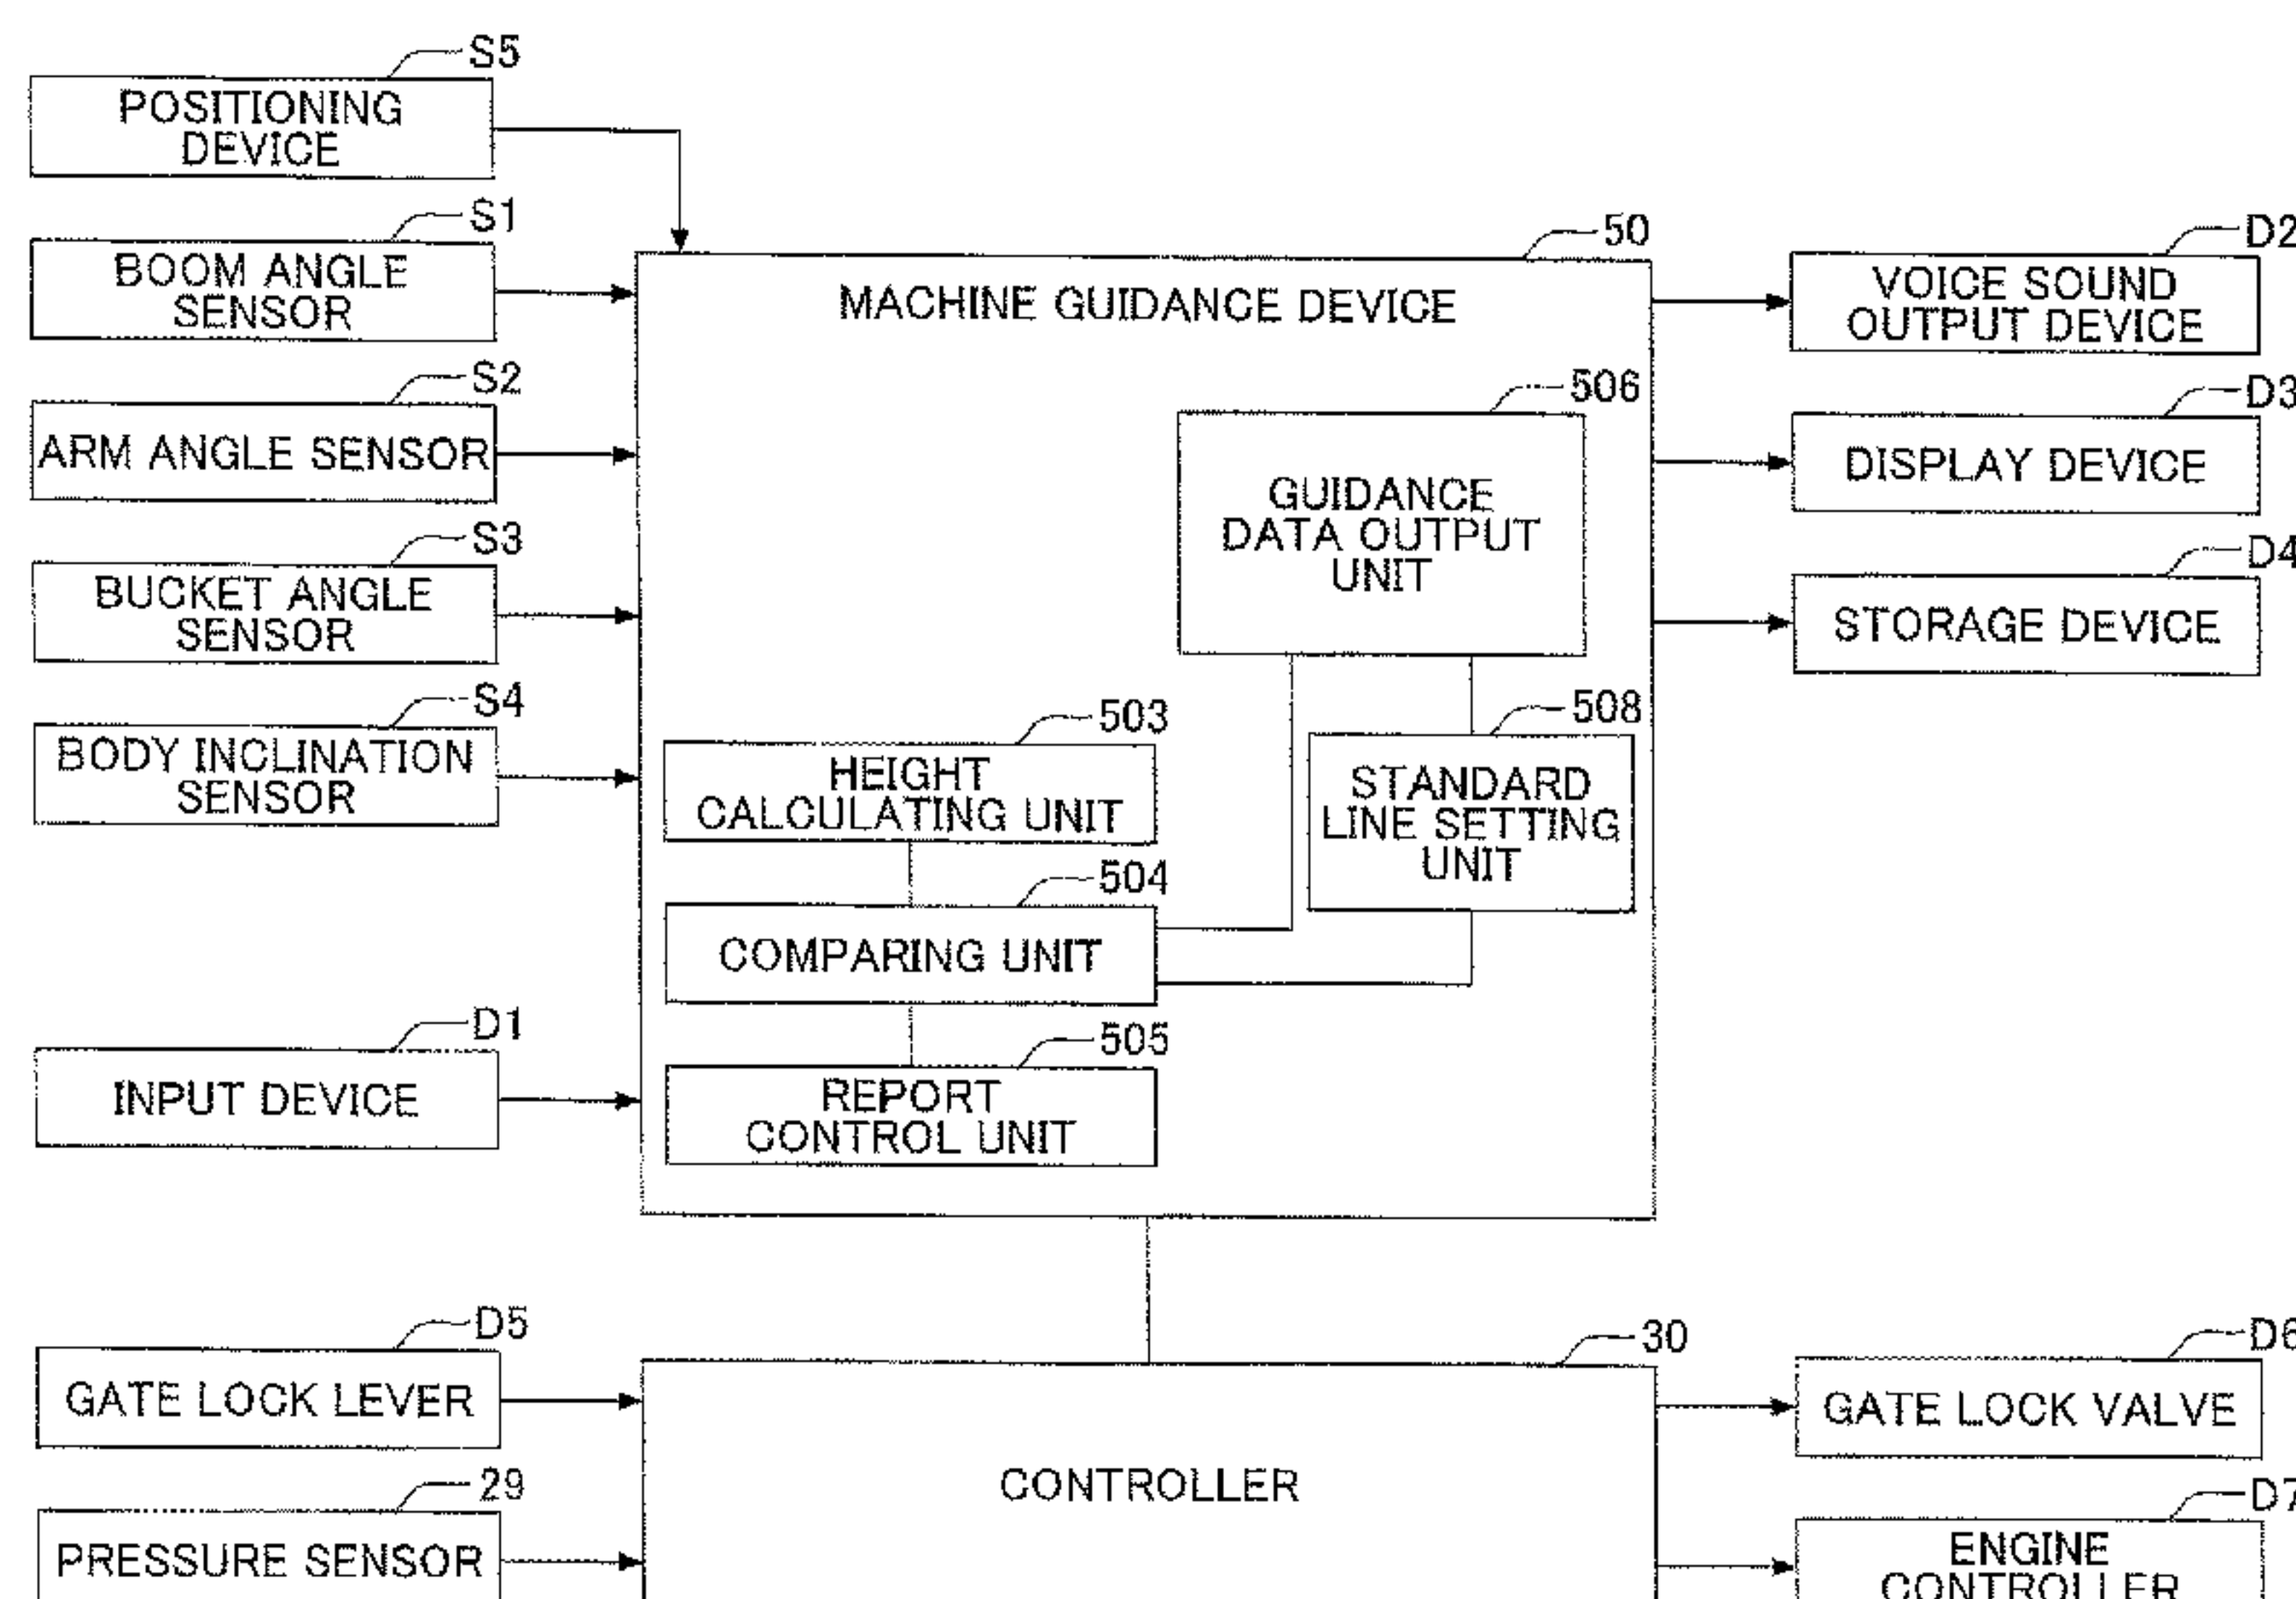 S5
POSITIONING
DEVICE
S1
BOOM ANGLE
SENSOR
S2
ARM ANGLE SENSOR
S3
BUCKET ANGLE
SENSOR
S4
BODY INCLINATION
SENSOR
D1
INPUT DEVICE
50
MACHINE GUIDANCE DEVICE
506
GUIDANCE
DATA OUTPUT
UNIT
503
HEIGHT
CALCULATING UNIT
508
STANDARD
LINE SETTING
UNIT
504
COMPARING UNIT
505
REPORT
CONTROL UNIT
D2
VOICE SOUND
OUTPUT DEVICE
D3
DISPLAY DEVICE
D4
STORAGE DEVICE
D5
GATE LOCK LEVER
29
PRESSURE SENSOR
30
CONTROLLER
D6
GATE LOCK VALVE
D7
ENGINE
CONTROLLER